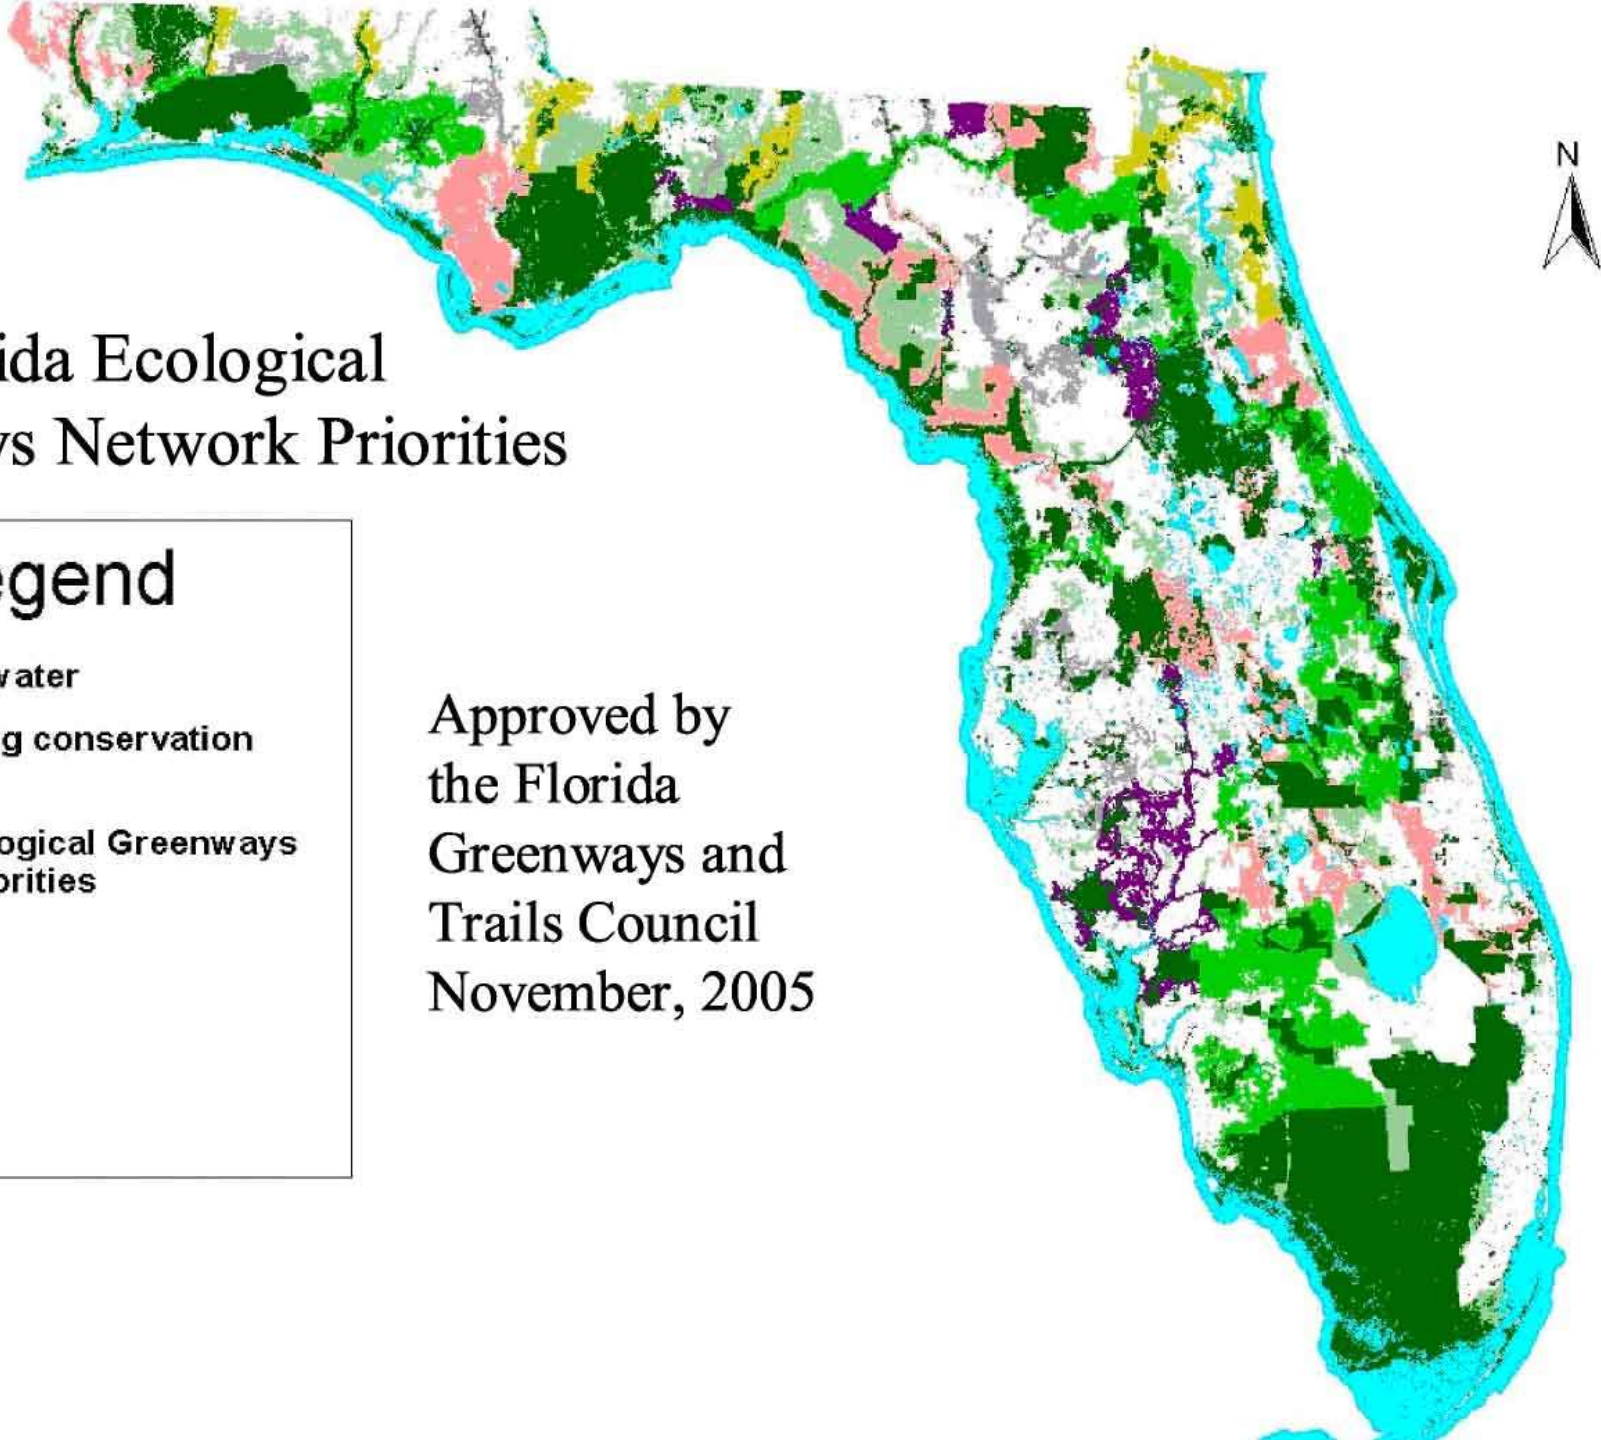 ida Ecological
ys Network Priorities
egend
water
g conservation
ogical Greenways
orities
Approved by
the Florida
Greenways and
Trails Council
November, 2005
N